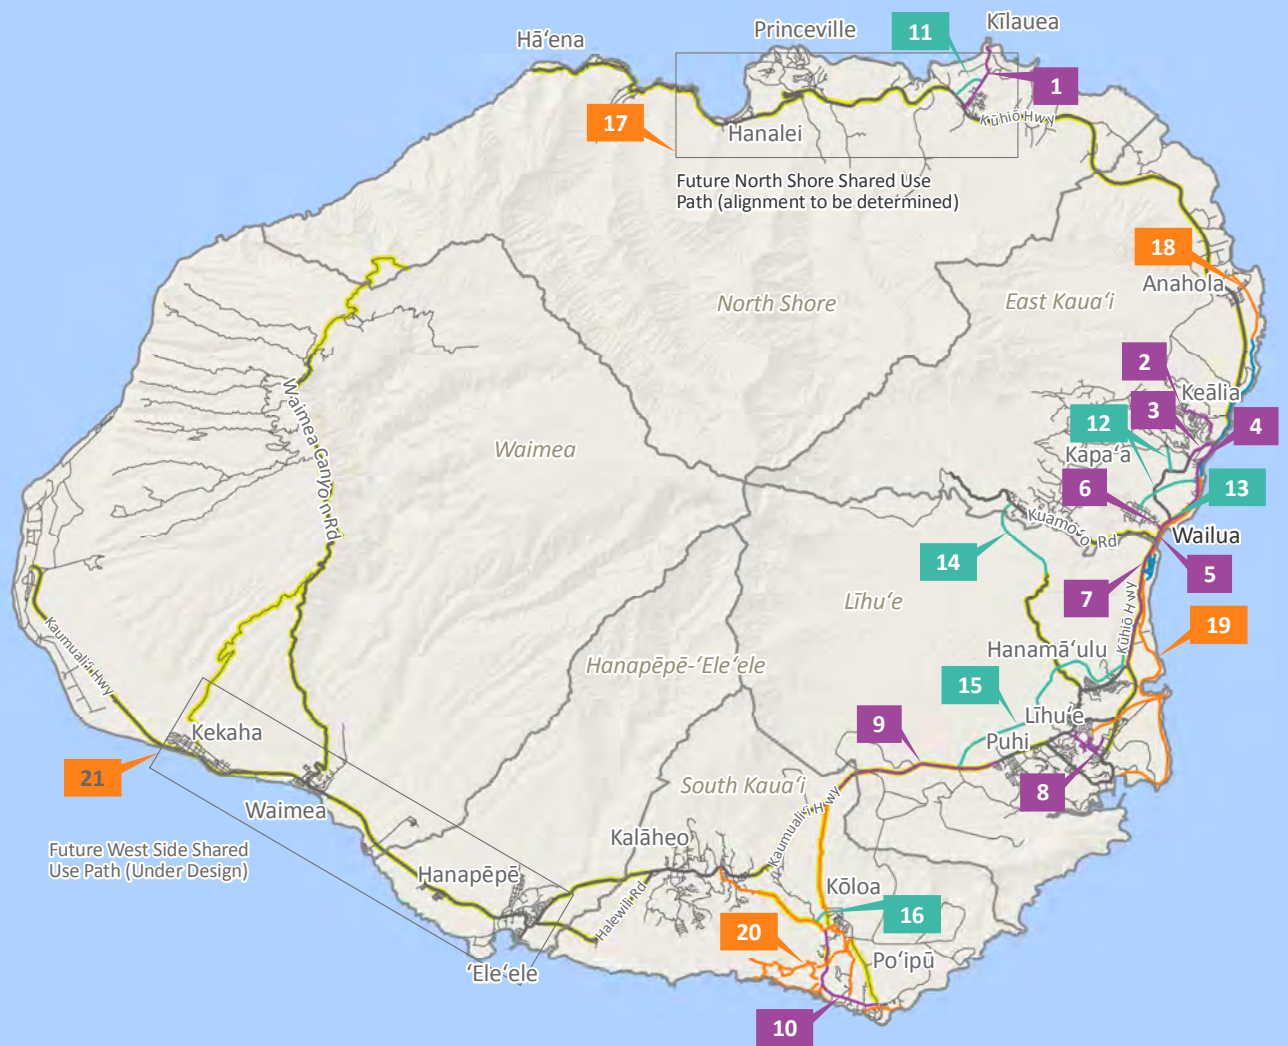 Kīlauea
11
Princeville
Hāʻena
1
17
Kūhiō Hwy
Hanalei
Future North Shore Shared Use
Path (alignment to be determined)
18
Anahola
North Shore
East Kauaʻi
2
Keālia
3
12
4
Kapaʻa
Waimea Canyon Rd
Waimea
6
13
Kuamoʻo Rd
Wailua
14
5
7
Līhuʻe
Kūhiō Hwy
19
Kaumualiʻi Hwy
Hanamāʻulu
Hanapēpē-ʻEleʻele
15
Līhuʻe
9
Puhi
Kekaha
21
South Kauaʻi
8
Waimea
Kaumualiʻi Hwy
Kalāheo
Future West Side Shared
Use Path (Under Design)
Hanapēpē
Kōloa
Halewili Rd
16
20
Poʻipū
ʻEleʻele
10